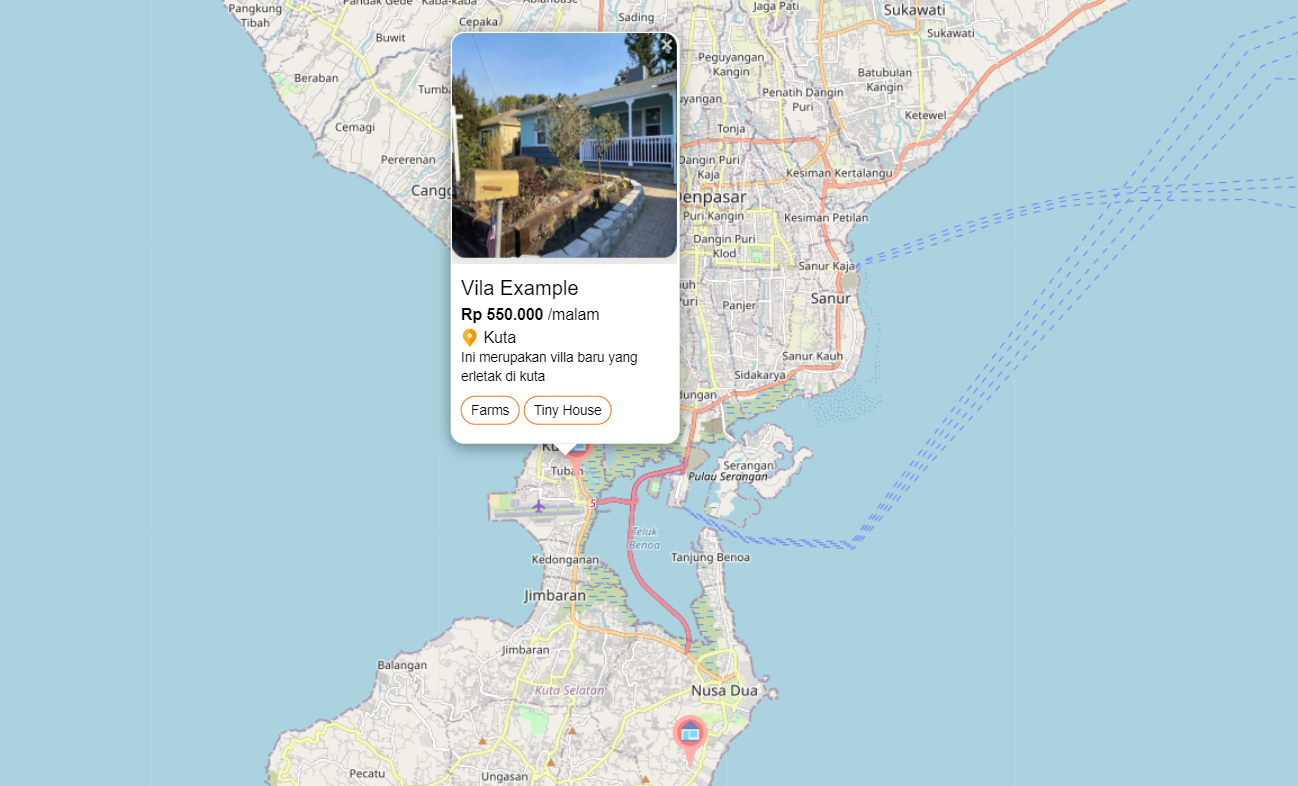 Pangkung
Tibah
Pandak Gede
Kaba-kaba
Cepaka
Sading
Jaga Pati
Sukawati
Sukawati
Buwit
Beraban
Cemagi
Pererenan
Peguyangan
Kangin
Batubulan
Kangin
Penatih Dangin
Puri
Ketewel
Tonja
Dangin Puri
Kaja
Kesiman Kertalangu
Denpasar
Puri Kangin
Kesiman Petilan
Dangin Puri
Klod
Sanur Kaja
Sanur
Panjer
Sanur Kauh
Sidakarya
×
Vila Example
Rp 550.000 /malam
Kuta
Ini merupakan villa baru yang
erletak di kuta
Farms Tiny House
Tuban
Serangan
Pulau Serangan
5
Teluk
Benoa
Kedonganan
Tanjung Benoa
Jimbaran
Jimbaran
Balangan
Kuta Selatan
Nusa Dua
Pecatu
Ungasan